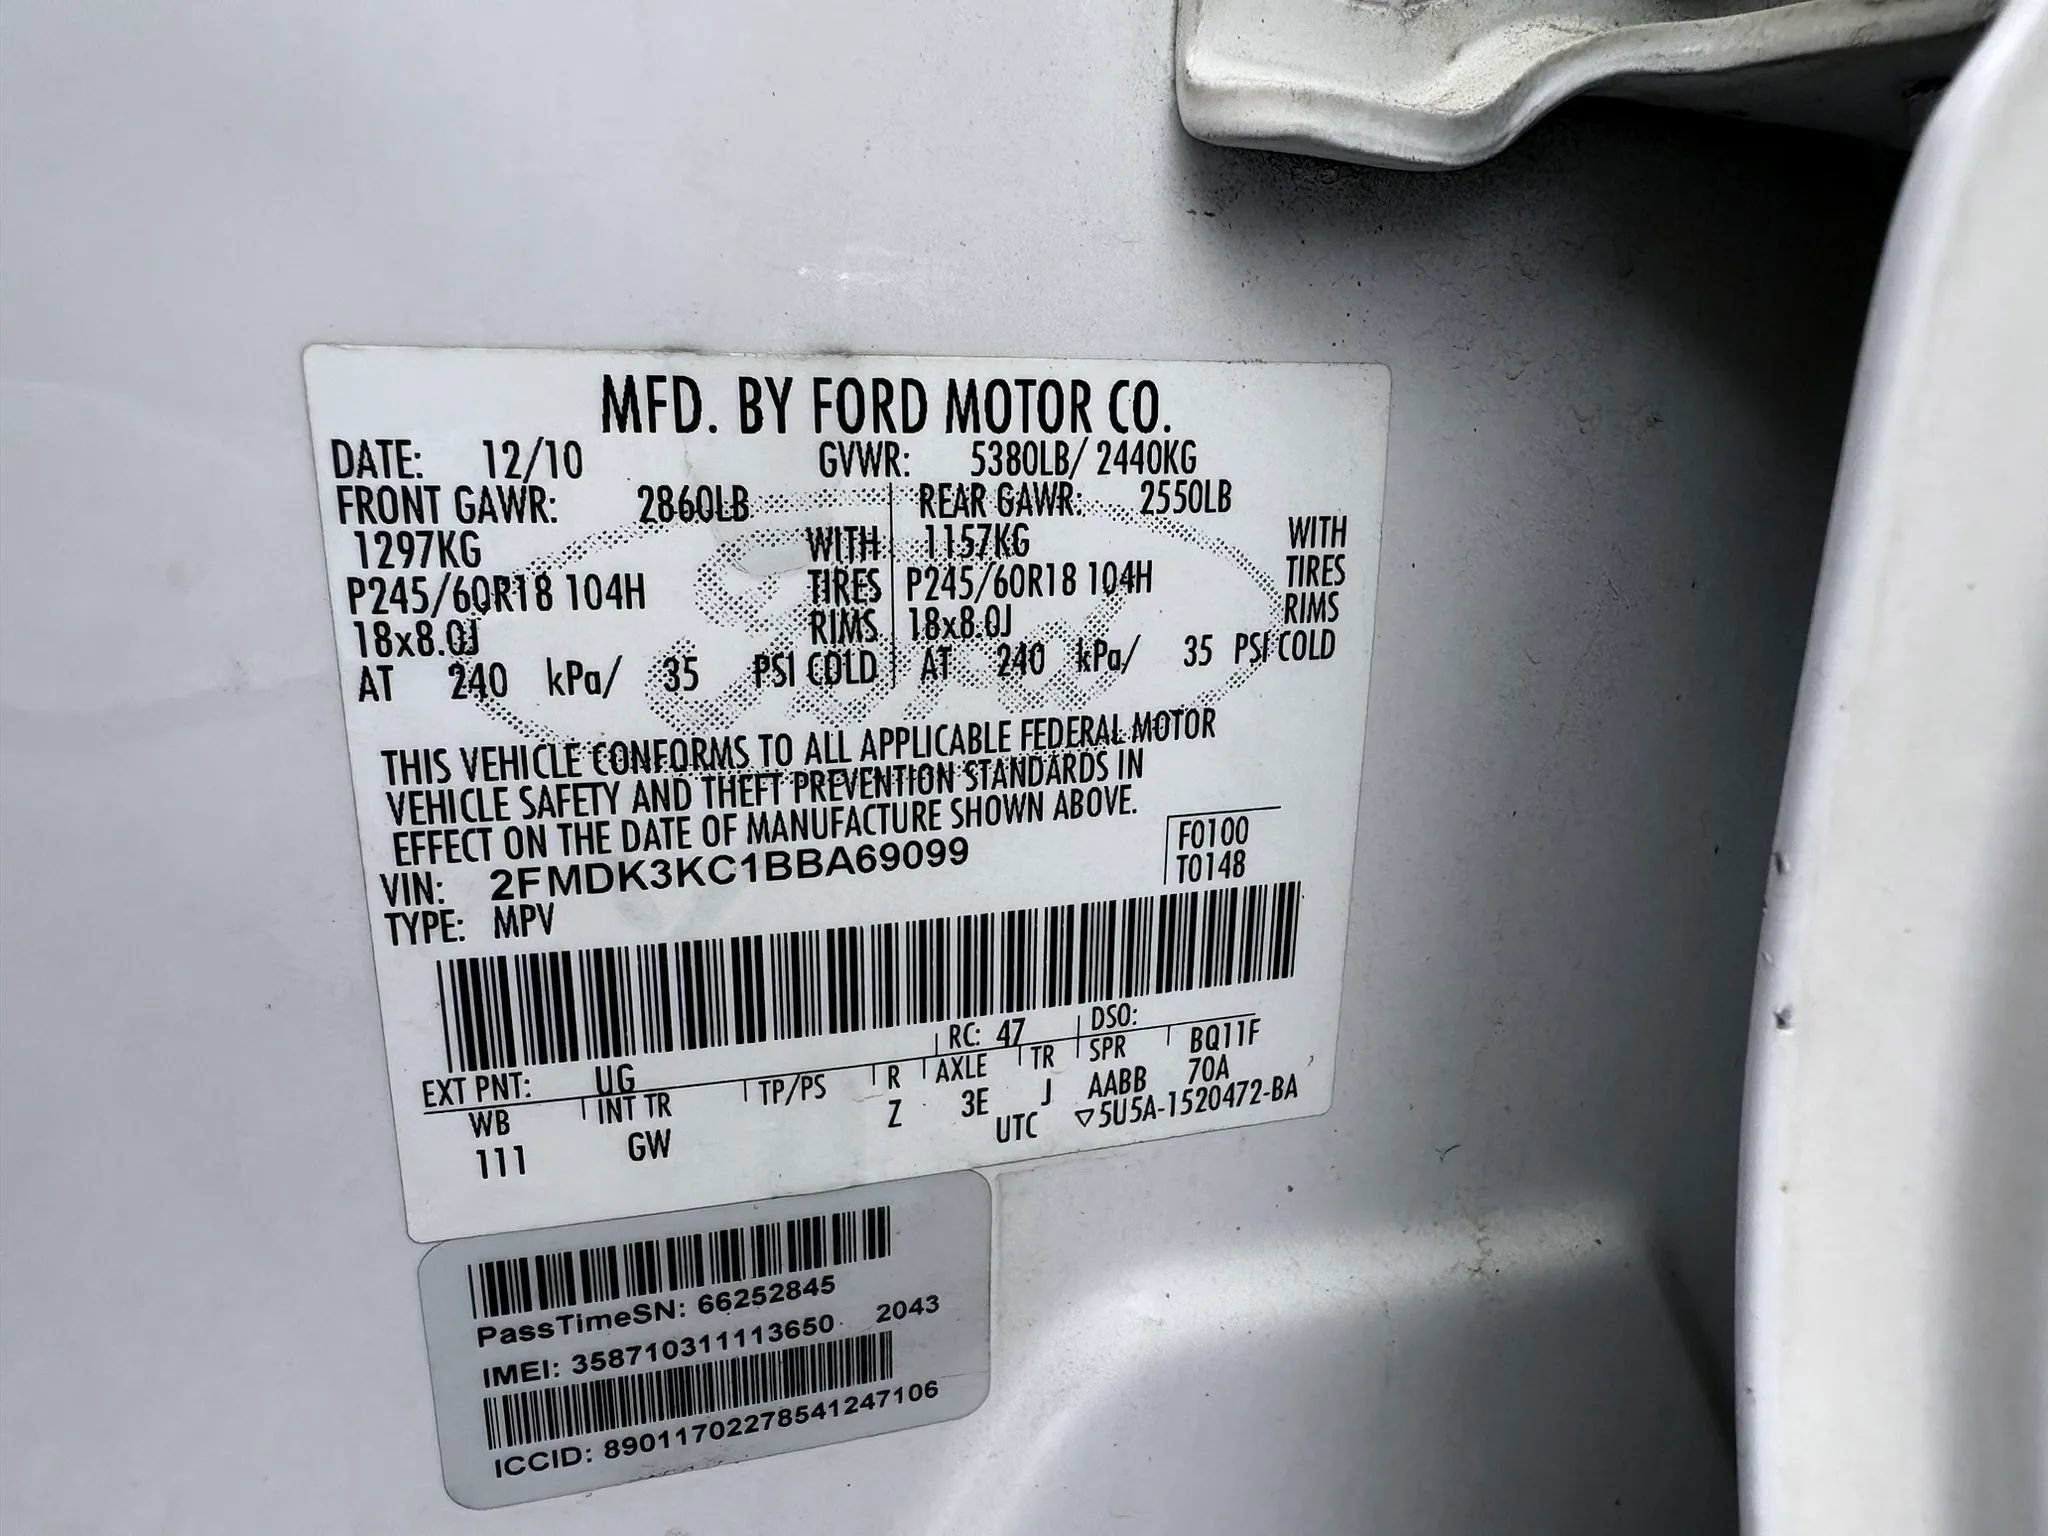 MFD. BY FORD MOTOR CO.
DATE: 12/10 GVWR: 5380LB/ 2440KG
FRONT GAWR: 2860LB REAR GAWR: 2550LB
1297KG WITH 1157KG WITH
P245/60R18 104H TIRES P245/60R18 104H TIRES
18x8.0J RIMS 18x8.0J RIMS
AT 240 kPa/ 35 PSI COLD AT 240 kPa/ 35 PSI COLD
Ford
THIS VEHICLE CONFORMS TO ALL APPLICABLE FEDERAL MOTOR
VEHICLE SAFETY AND THEFT PREVENTION STANDARDS IN
EFFECT ON THE DATE OF MANUFACTURE SHOWN ABOVE.
VIN: 2FMDK3KC1BBA69099 F0100
TYPE: MPV T0148
RC: 47 DSO:
EXT PNT: UG BQ11F
WB INT TR TP/PS R AXLE TR SPR 70A
111 GW Z 3E J AABB
UTC ▽5U5A-1520472-BA
PassTimeSN: 66252845
IMEI: 358710311113650 2043
ICCID: 89011702278541247106